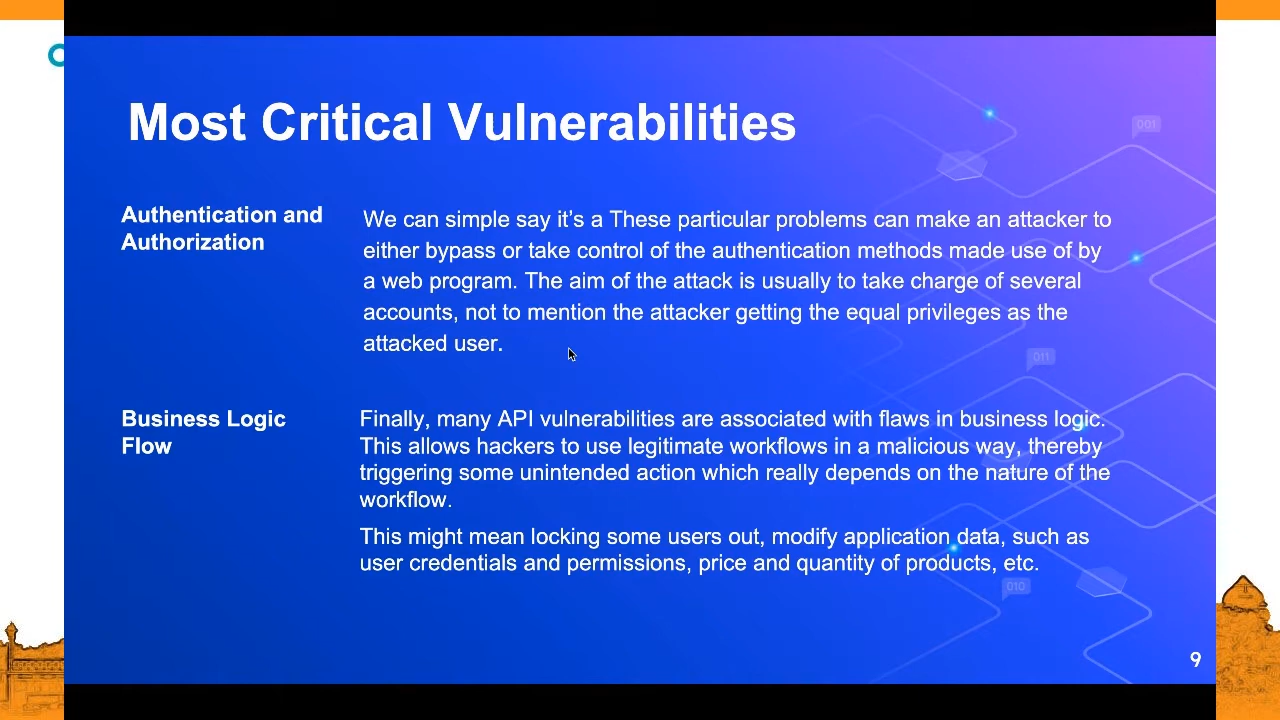 Most Critical Vulnerabilities
Authentication and
Authorization
We can simple say it's a These particular problems can make an attacker to
either bypass or take control of the authentication methods made use of by
a web program. The aim of the attack is usually to take charge of several
accounts, not to mention the attacker getting the equal privileges as the
attacked user.
Business Logic
Flow
Finally, many API vulnerabilities are associated with flaws in business logic.
This allows hackers to use legitimate workflows in a malicious way, thereby
triggering some unintended action which really depends on the nature of the
workflow.
This might mean locking some users out, modify application data, such as
user credentials and permissions, price and quantity of products, etc.
001
011
010
9